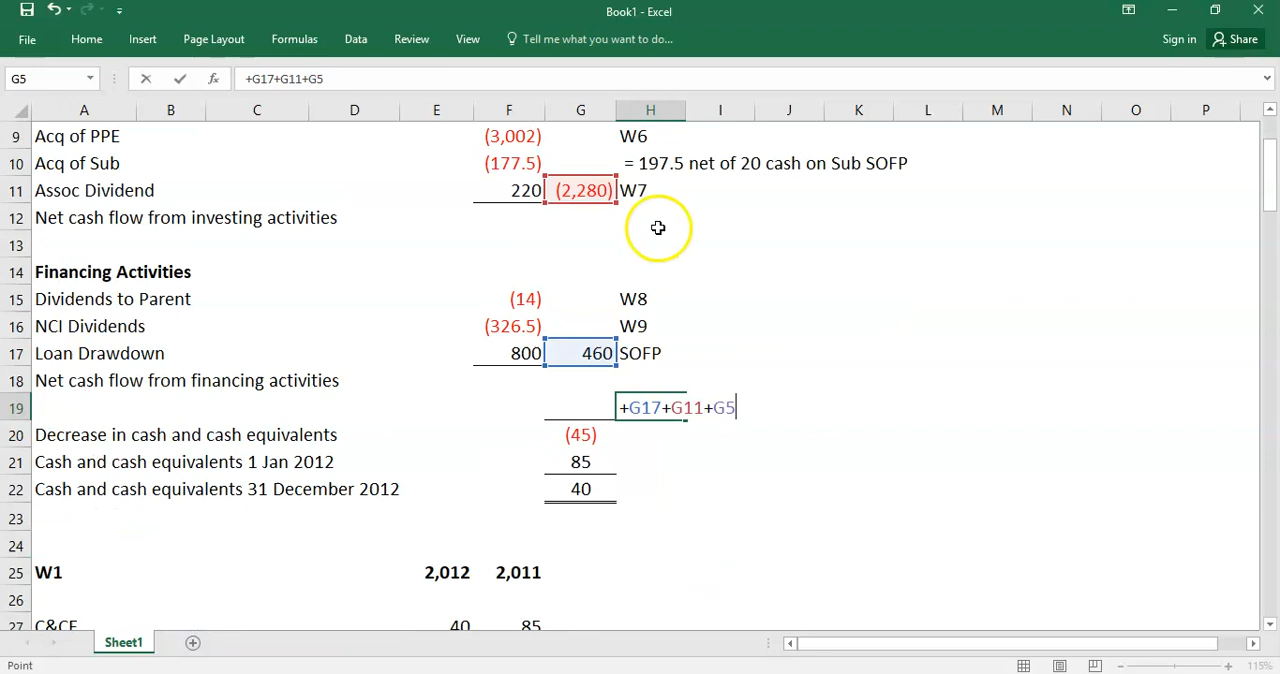 Book1 - Excel
File Home Insert Page Layout Formulas Data Review View Tell me what you want to do... Sign in Share
G5 fx +G17+G11+G5
A B C D E F G H I J K L M N O P
9 Acq of PPE (3,002) W6
10 Acq of Sub (177.5) = 197.5 net of 20 cash on Sub SOFP
11 Assoc Dividend 220 (2,280) W7
12 Net cash flow from investing activities
13
14 Financing Activities
15 Dividends to Parent (14) W8
16 NCI Dividends (326.5) W9
17 Loan Drawdown 800 460 SOFP
18 Net cash flow from financing activities
19 +G17+G11+G5
20 Decrease in cash and cash equivalents (45)
21 Cash and cash equivalents 1 Jan 2012 85
22 Cash and cash equivalents 31 December 2012 40
23
24
25 W1 2,012 2,011
26
27 C&CE 40 85
Sheet1
Point 115%